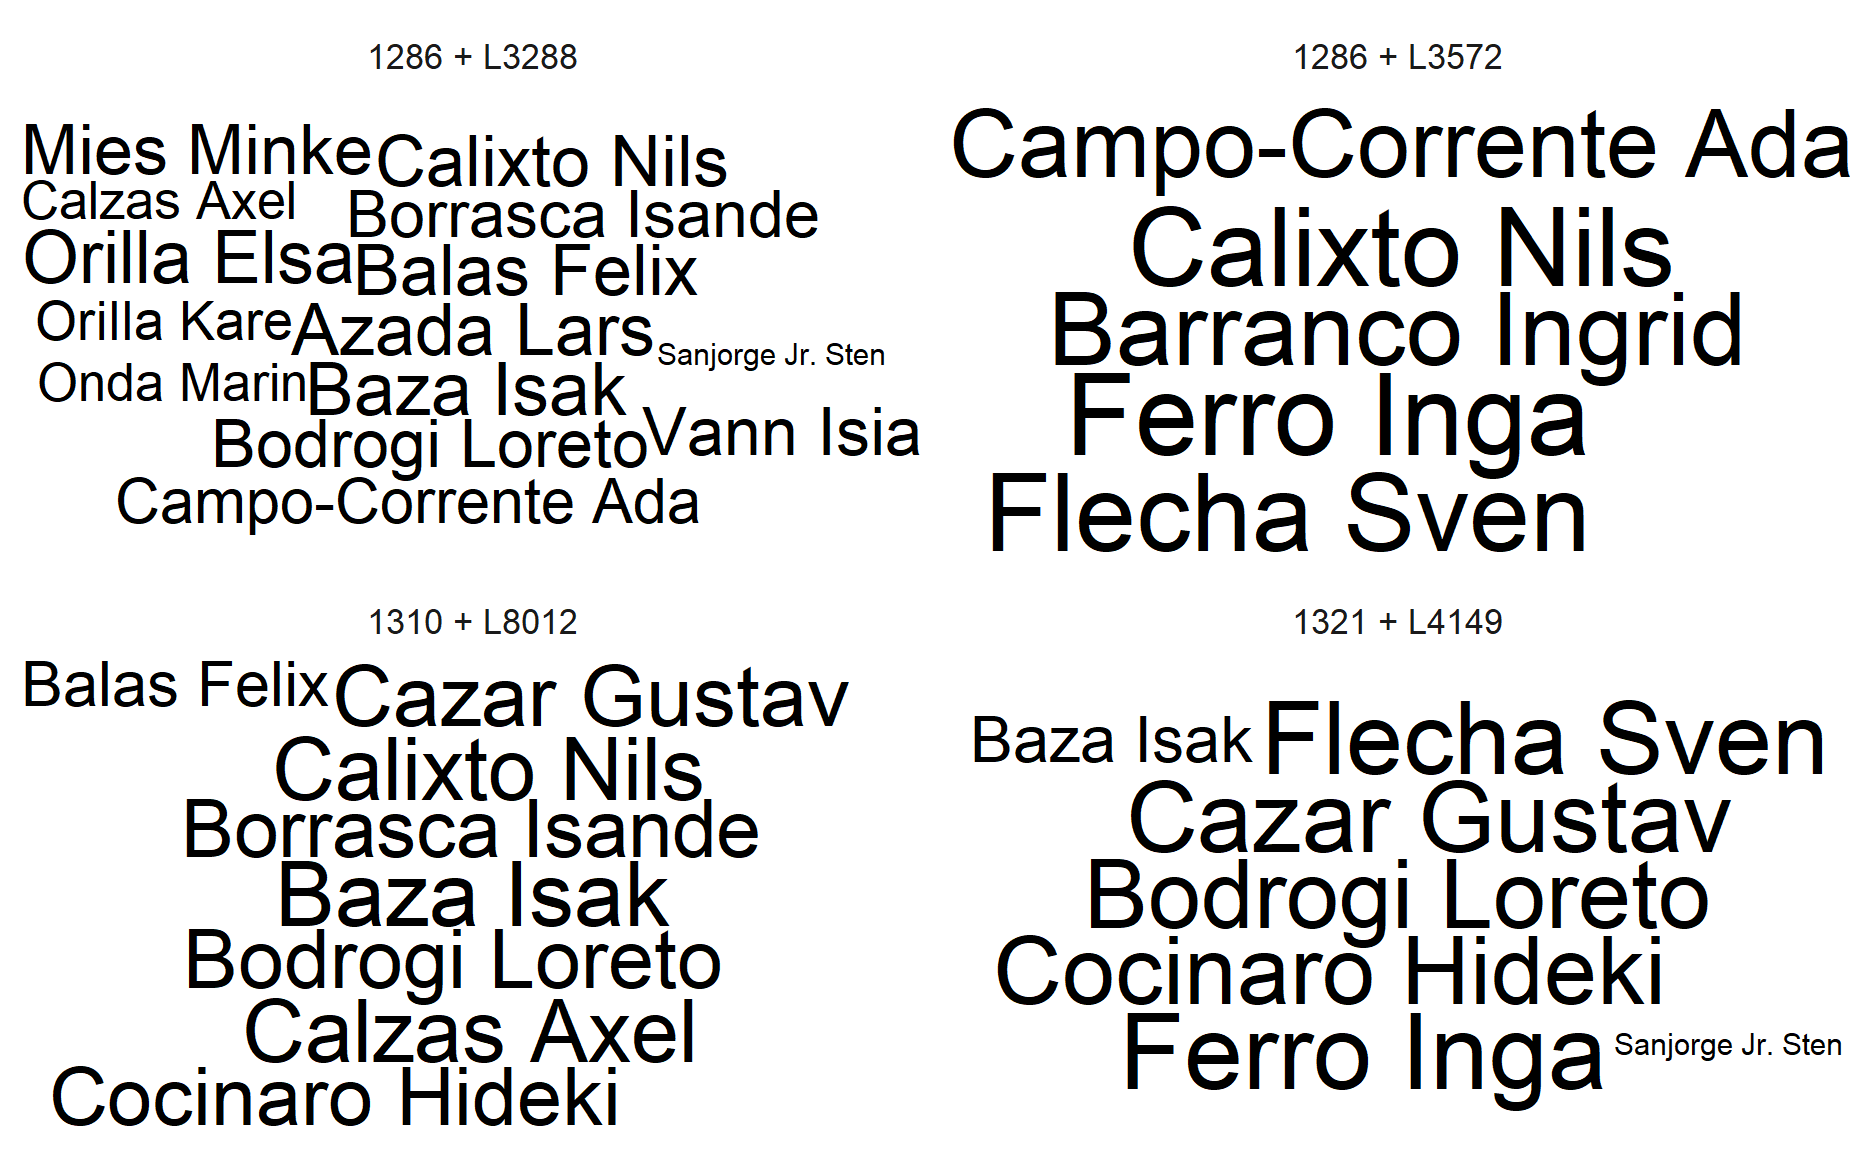 1286 + L3288
Mies Minke
Calixto Nils
Calzas Axel
Borrasca Isande
Orilla Elsa
Balas Felix
Orilla Kare
Azada Lars
Sanjorge Jr. Sten
Onda Marin
Baza Isak
Vann Isia
Bodrogi Loreto
Campo-Corrente Ada
1286 + L3572
Campo-Corrente Ada
Calixto Nils
Barranco Ingrid
Ferro Inga
Flecha Sven
1310 + L8012
Balas Felix
Cazar Gustav
Calixto Nils
Borrasca Isande
Baza Isak
Bodrogi Loreto
Calzas Axel
Cocinaro Hideki
1321 + L4149
Baza Isak
Flecha Sven
Cazar Gustav
Bodrogi Loreto
Cocinaro Hideki
Ferro Inga
Sanjorge Jr. Sten